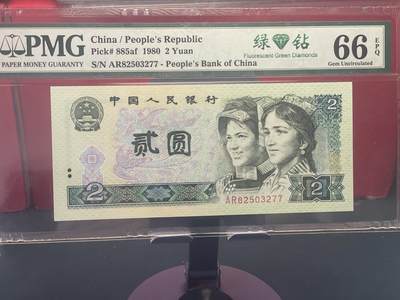 PMG
PAPER MONEY GUARANTY
China / People's Republic
Pick# 885af 1980 2 Yuan
S/N AR82503277 - People's Bank of China
绿 钻
Fluorescent Green Diamonds
66 EPQ
Gem Uncirculated
中国人民银行
2
贰圆
2
2
AR82503277